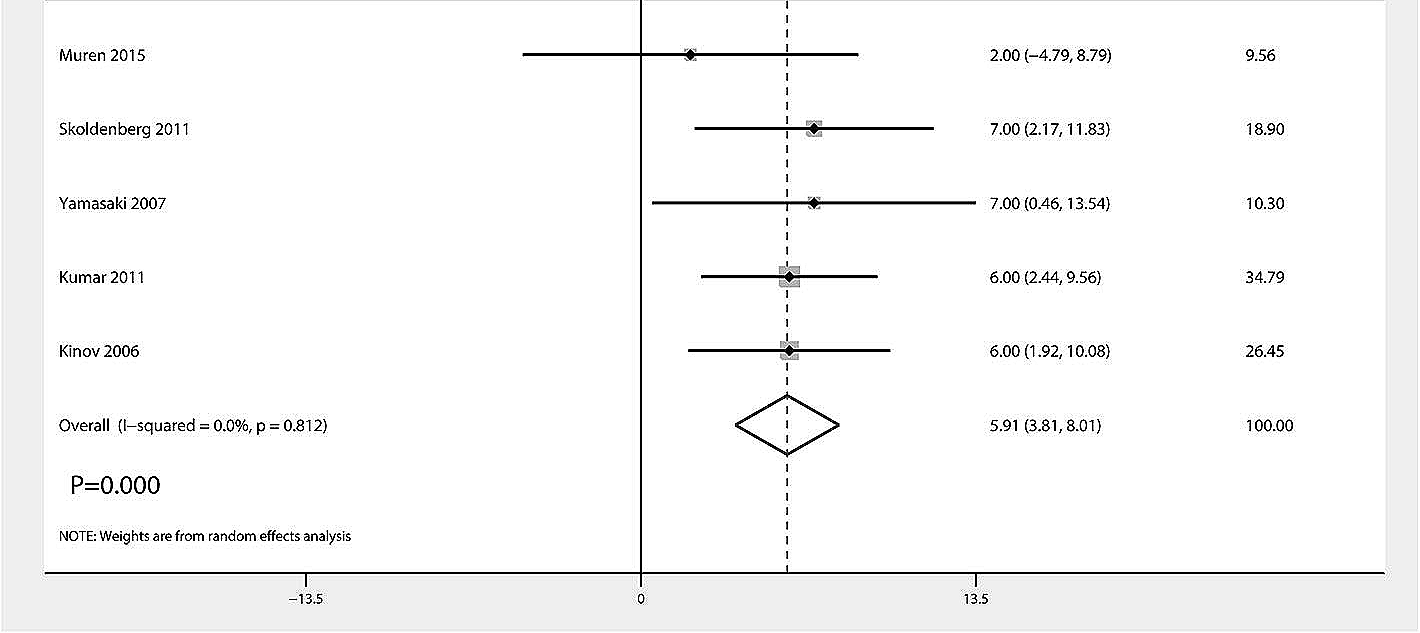 Muren 2015 2.00 (−4.79, 8.79) 9.56
Skoldenberg 2011 7.00 (2.17, 11.83) 18.90
Yamasaki 2007 7.00 (0.46, 13.54) 10.30
Kumar 2011 6.00 (2.44, 9.56) 34.79
Kinov 2006 6.00 (1.92, 10.08) 26.45
Overall (I−squared = 0.0%, p = 0.812) 5.91 (3.81, 8.01) 100.00
P=0.000
NOTE: Weights are from random effects analysis
−13.5 0 13.5